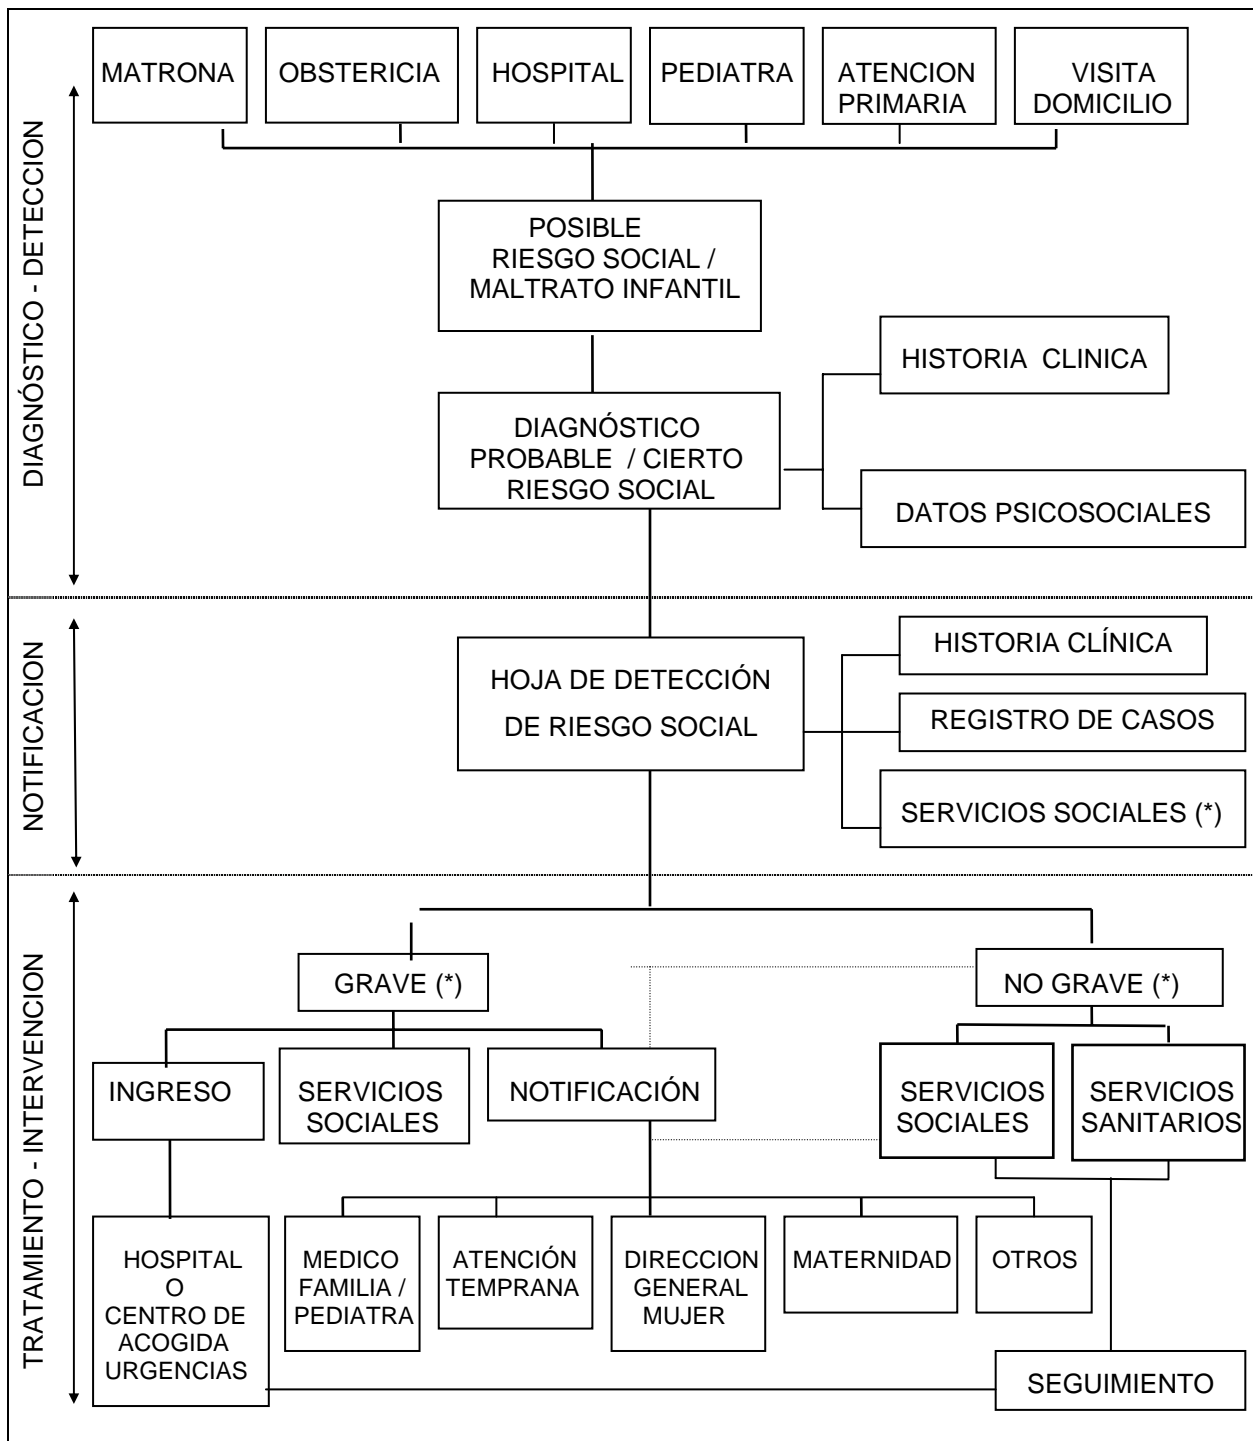 DIAGNÓSTICO - DETECCION
MATRONA
OBSTERICIA
HOSPITAL
PEDIATRA
ATENCION
PRIMARIA
VISITA
DOMICILIO
POSIBLE
RIESGO SOCIAL /
MALTRATO INFANTIL
HISTORIA CLINICA
DIAGNÓSTICO
PROBABLE / CIERTO
RIESGO SOCIAL
DATOS PSICOSOCIALES
NOTIFICACION
HOJA DE DETECCIÓN
DE RIESGO SOCIAL
HISTORIA CLÍNICA
REGISTRO DE CASOS
SERVICIOS SOCIALES (*)
TRATAMIENTO - INTERVENCION
GRAVE (*)
NO GRAVE (*)
INGRESO
SERVICIOS
SOCIALES
NOTIFICACIÓN
SERVICIOS
SOCIALES
SERVICIOS
SANITARIOS
HOSPITAL
O
CENTRO DE
ACOGIDA
URGENCIAS
MEDICO
FAMILIA /
PEDIATRA
ATENCIÓN
TEMPRANA
DIRECCION
GENERAL
MUJER
MATERNIDAD
OTROS
SEGUIMIENTO